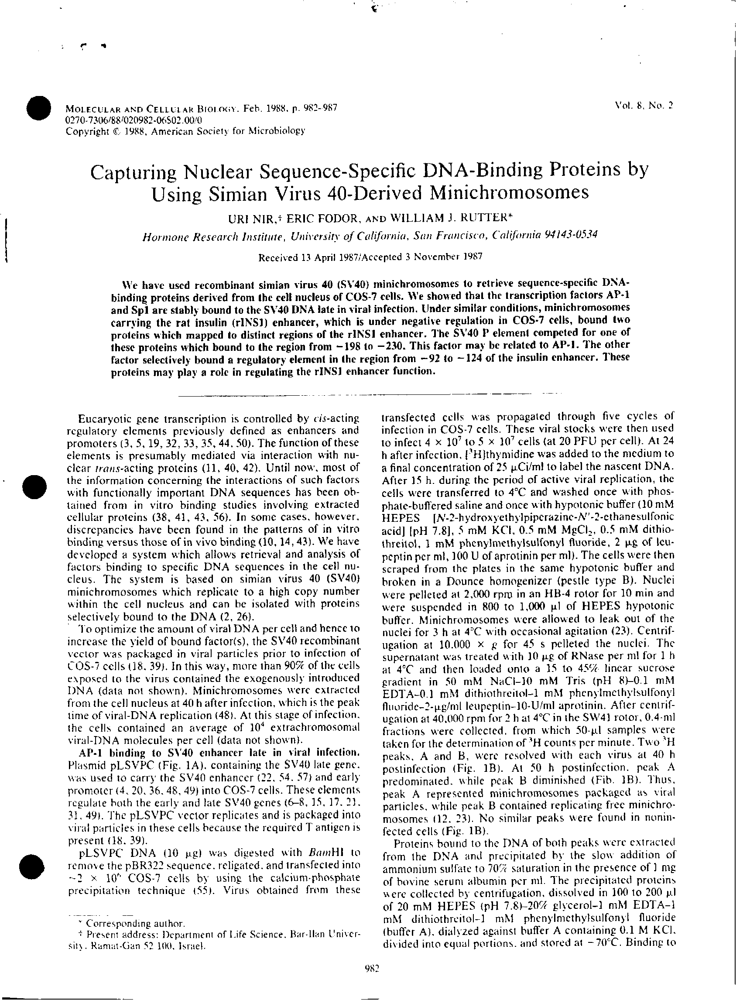 MOLECULAR AND CELLULAR BIOLOGY, Feb. 1988, p. 982-987
0270-7306/88/020982-06$02.00/0
Copyright © 1988, American Society for Microbiology
Vol. 8, No. 2
Capturing Nuclear Sequence-Specific DNA-Binding Proteins by
Using Simian Virus 40-Derived Minichromosomes
URI NIR,† ERIC FODOR, AND WILLIAM J. RUTTER*
Hormone Research Institute, University of California, San Francisco, California 94143-0534
Received 13 April 1987/Accepted 3 November 1987
We have used recombinant simian virus 40 (SV40) minichromosomes to retrieve sequence-specific DNA-
binding proteins derived from the cell nucleus of COS-7 cells. We showed that the transcription factors AP-1
and Sp1 are stably bound to the SV40 DNA late in viral infection. Under similar conditions, minichromosomes
carrying the rat insulin (rINS1) enhancer, which is under negative regulation in COS-7 cells, bound two
proteins which mapped to distinct regions of the rINS1 enhancer. The SV40 P element competed for one of
these proteins which bound to the region from −198 to −230. This factor may be related to AP-1. The other
factor selectively bound a regulatory element in the region from −92 to −124 of the insulin enhancer. These
proteins may play a role in regulating the rINS1 enhancer function.
Eucaryotic gene transcription is controlled by cis-acting
regulatory elements previously defined as enhancers and
promoters (3, 5, 19, 32, 33, 35, 44, 50). The function of these
elements is presumably mediated via interaction with nu-
clear trans-acting proteins (11, 40, 42). Until now, most of
the information concerning the interactions of such factors
with functionally important DNA sequences has been ob-
tained from in vitro binding studies involving extracted
cellular proteins (38, 41, 43, 56). In some cases, however,
discrepancies have been found in the patterns of in vitro
binding versus those of in vivo binding (10, 14, 43). We have
developed a system which allows retrieval and analysis of
factors binding to specific DNA sequences in the cell nu-
cleus. The system is based on simian virus 40 (SV40)
minichromosomes which replicate to a high copy number
within the cell nucleus and can be isolated with proteins
selectively bound to the DNA (2, 26).
To optimize the amount of viral DNA per cell and hence to
increase the yield of bound factor(s), the SV40 recombinant
vector was packaged in viral particles prior to infection of
COS-7 cells (18, 39). In this way, more than 90% of the cells
exposed to the virus contained the exogenously introduced
DNA (data not shown). Minichromosomes were extracted
from the cell nucleus at 40 h after infection, which is the peak
time of viral-DNA replication (48). At this stage of infection,
the cells contained an average of 10⁴ extrachromosomal
viral-DNA molecules per cell (data not shown).
AP-1 binding to SV40 enhancer late in viral infection.
Plasmid pLSVPC (Fig. 1A), containing the SV40 late gene,
was used to carry the SV40 enhancer (22, 54, 57) and early
promoter (4, 20, 36, 48, 49) into COS-7 cells. These elements
regulate both the early and late SV40 genes (6–8, 15, 17, 21,
31, 49). The pLSVPC vector replicates and is packaged into
viral particles in these cells because the required T antigen is
present (18, 39).
pLSVPC DNA (10 μg) was digested with BamHI to
remove the pBR322 sequence, religated, and transfected into
~2 × 10⁶ COS-7 cells by using the calcium-phosphate
precipitation technique (55). Virus obtained from these
* Corresponding author.
† Present address: Department of Life Science, Bar-Ilan Univer-
sity, Ramat-Gan 52 100, Israel.
transfected cells was propagated through five cycles of
infection in COS-7 cells. These viral stocks were then used
to infect 4 × 10⁷ to 5 × 10⁷ cells (at 20 PFU per cell). At 24
h after infection, [³H]thymidine was added to the medium to
a final concentration of 25 μCi/ml to label the nascent DNA.
After 15 h, during the period of active viral replication, the
cells were transferred to 4°C and washed once with phos-
phate-buffered saline and once with hypotonic buffer (10 mM
HEPES [N-2-hydroxyethylpiperazine-N′-2-ethanesulfonic
acid] [pH 7.8], 5 mM KCl, 0.5 mM MgCl₂, 0.5 mM dithio-
threitol, 1 mM phenylmethylsulfonyl fluoride, 2 μg of leu-
peptin per ml, 100 U of aprotinin per ml). The cells were then
scraped from the plates in the same hypotonic buffer and
broken in a Dounce homogenizer (pestle type B). Nuclei
were pelleted at 2,000 rpm in an HB-4 rotor for 10 min and
were suspended in 800 to 1,000 μl of HEPES hypotonic
buffer. Minichromosomes were allowed to leak out of the
nuclei for 3 h at 4°C with occasional agitation (23). Centrif-
ugation at 10,000 × g for 45 s pelleted the nuclei. The
supernatant was treated with 10 μg of RNase per ml for 1 h
at 4°C and then loaded onto a 15 to 45% linear sucrose
gradient in 50 mM NaCl–10 mM Tris (pH 8)–0.1 mM
EDTA–0.1 mM dithiothreitol–1 mM phenylmethylsulfonyl
fluoride–2-μg/ml leupeptin–10-U/ml aprotinin. After centrif-
ugation at 40,000 rpm for 2 h at 4°C in the SW41 rotor, 0.4-ml
fractions were collected, from which 50-μl samples were
taken for the determination of ³H counts per minute. Two ³H
peaks, A and B, were resolved with each virus at 40 h
postinfection (Fig. 1B). At 50 h postinfection, peak A
predominated, while peak B diminished (Fib. 1B). Thus,
peak A represented minichromosomes packaged as viral
particles, while peak B contained replicating free minichro-
mosomes (12, 23). No similar peaks were found in nonin-
fected cells (Fig. 1B).
Proteins bound to the DNA of both peaks were extracted
from the DNA and precipitated by the slow addition of
ammonium sulfate to 70% saturation in the presence of 1 mg
of bovine serum albumin per ml. The precipitated proteins
were collected by centrifugation, dissolved in 100 to 200 μl
of 20 mM HEPES (pH 7.8)–20% glycerol–1 mM EDTA–1
mM dithiothreitol–1 mM phenylmethylsulfonyl fluoride
(buffer A), dialyzed against buffer A containing 0.1 M KCl,
divided into equal portions, and stored at −70°C. Binding to
982